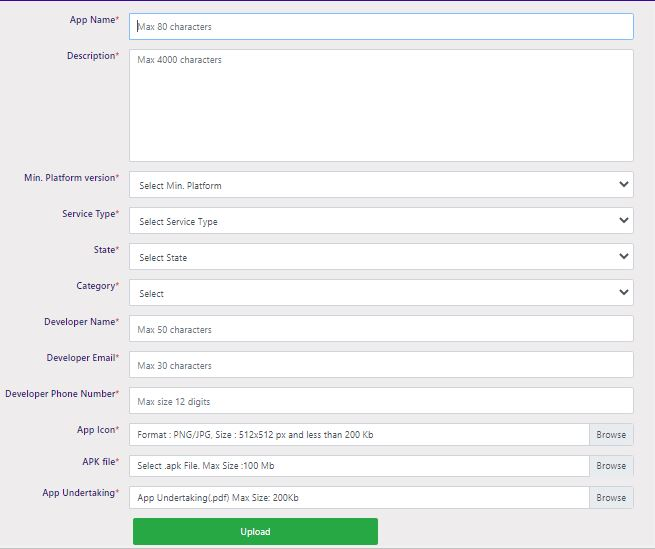 App Name* Max 80 characters
Description* Max 4000 characters
Min. Platform version* Select Min. Platform
Service Type* Select Service Type
State* Select State
Category* Select
Developer Name* Max 50 characters
Developer Email* Max 30 characters
Developer Phone Number* Max size 12 digits
App Icon* Format : PNG/JPG, Size : 512x512 px and less than 200 Kb Browse
APK file* Select .apk File. Max Size :100 Mb Browse
App Undertaking* App Undertaking(.pdf) Max Size: 200Kb Browse
Upload